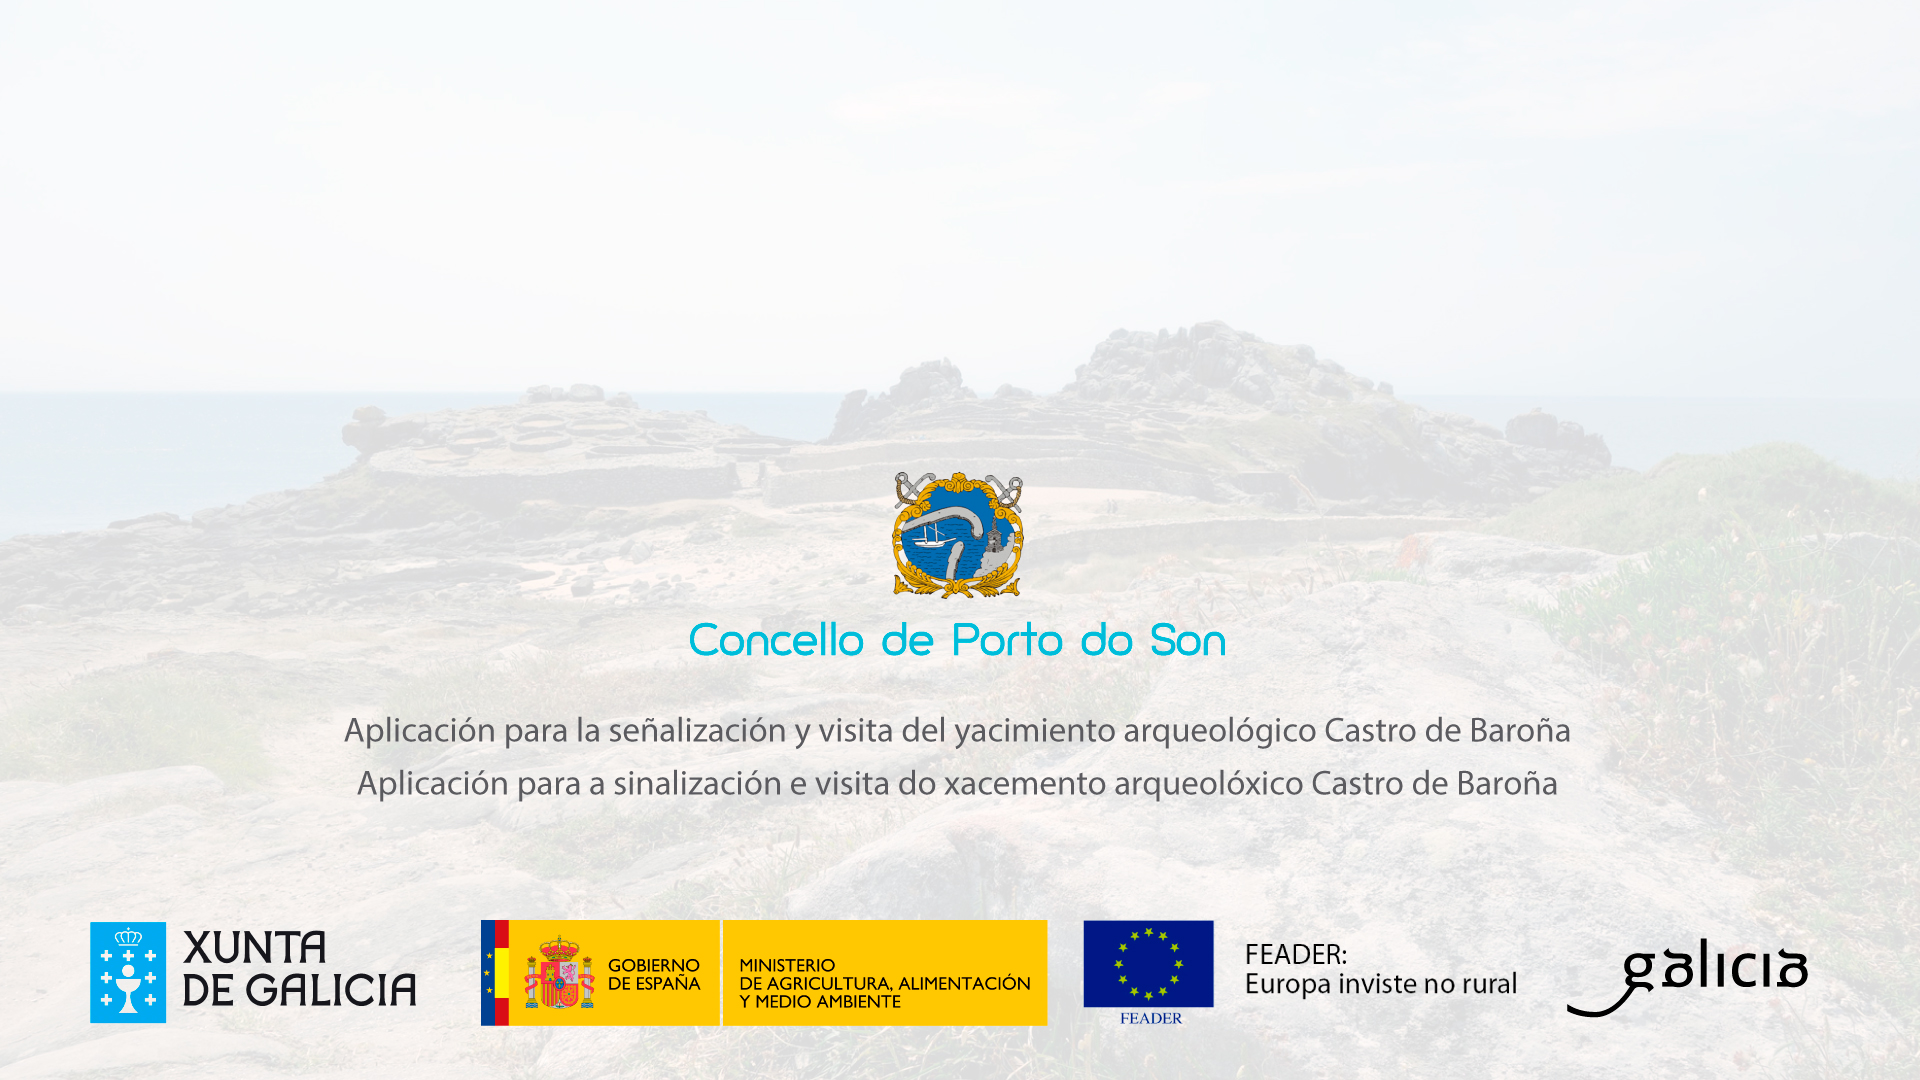 Concello de Porto do Son
Aplicación para la señalización y visita del yacimiento arqueológico Castro de Baroña
Aplicación para a sinalización e visita do xacemento arqueolóxico Castro de Baroña
XUNTA
DE GALICIA
GOBIERNO
DE ESPAÑA
MINISTERIO
DE AGRICULTURA, ALIMENTACIÓN
Y MEDIO AMBIENTE
FEADER
FEADER:
Europa inviste no rural
galicia